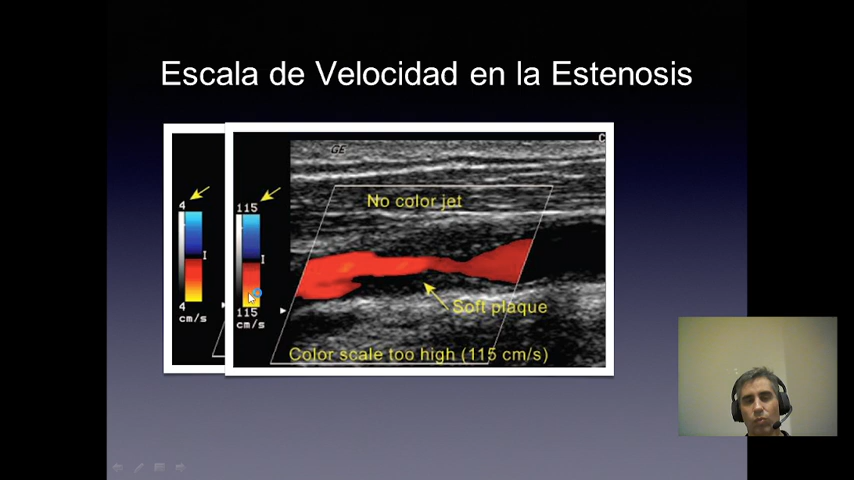 Escala de Velocidad en la Estenosis
C
GE
No color jet
4
115
4
cm/s
115
cm/s
Soft plaque
Color scale too high (115 cm/s)